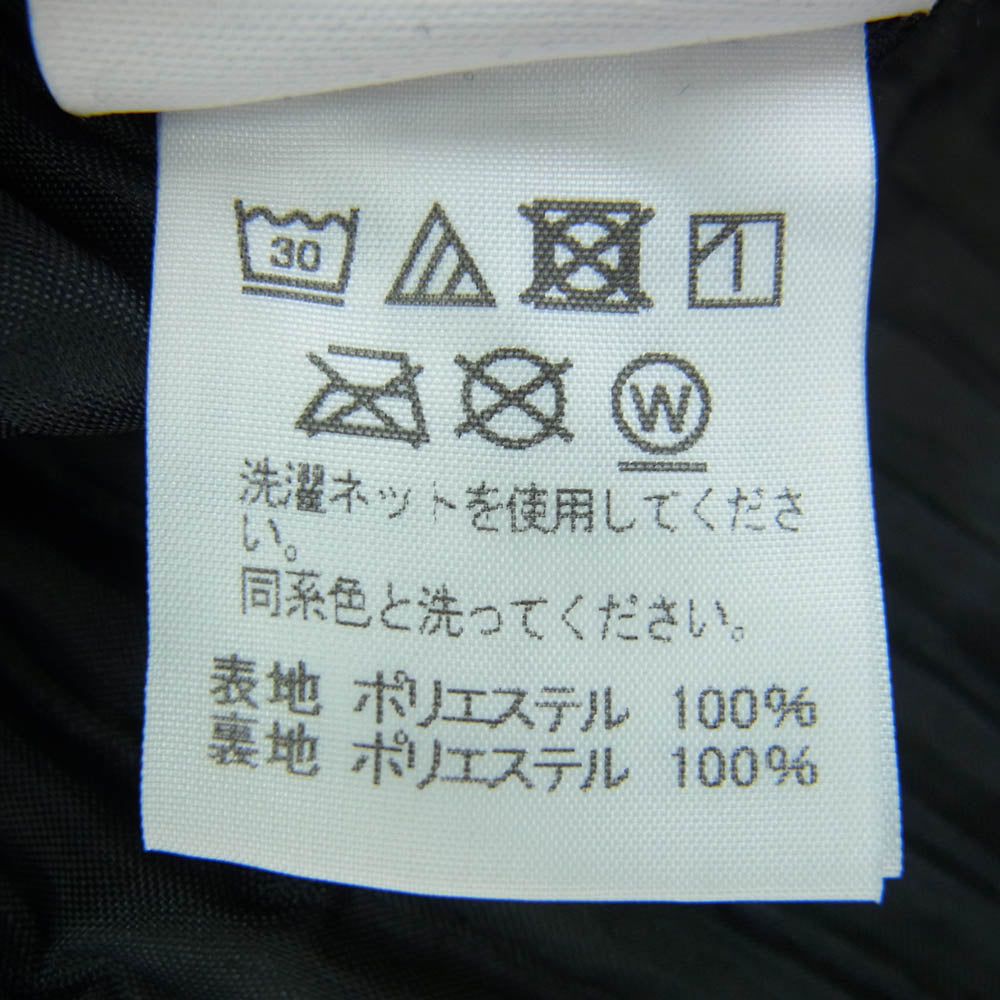 30
W
洗濯ネットを使用してくださ
い。
同系色と洗ってください。
表地 ポリエステル 100%
裏地 ポリエステル 100%